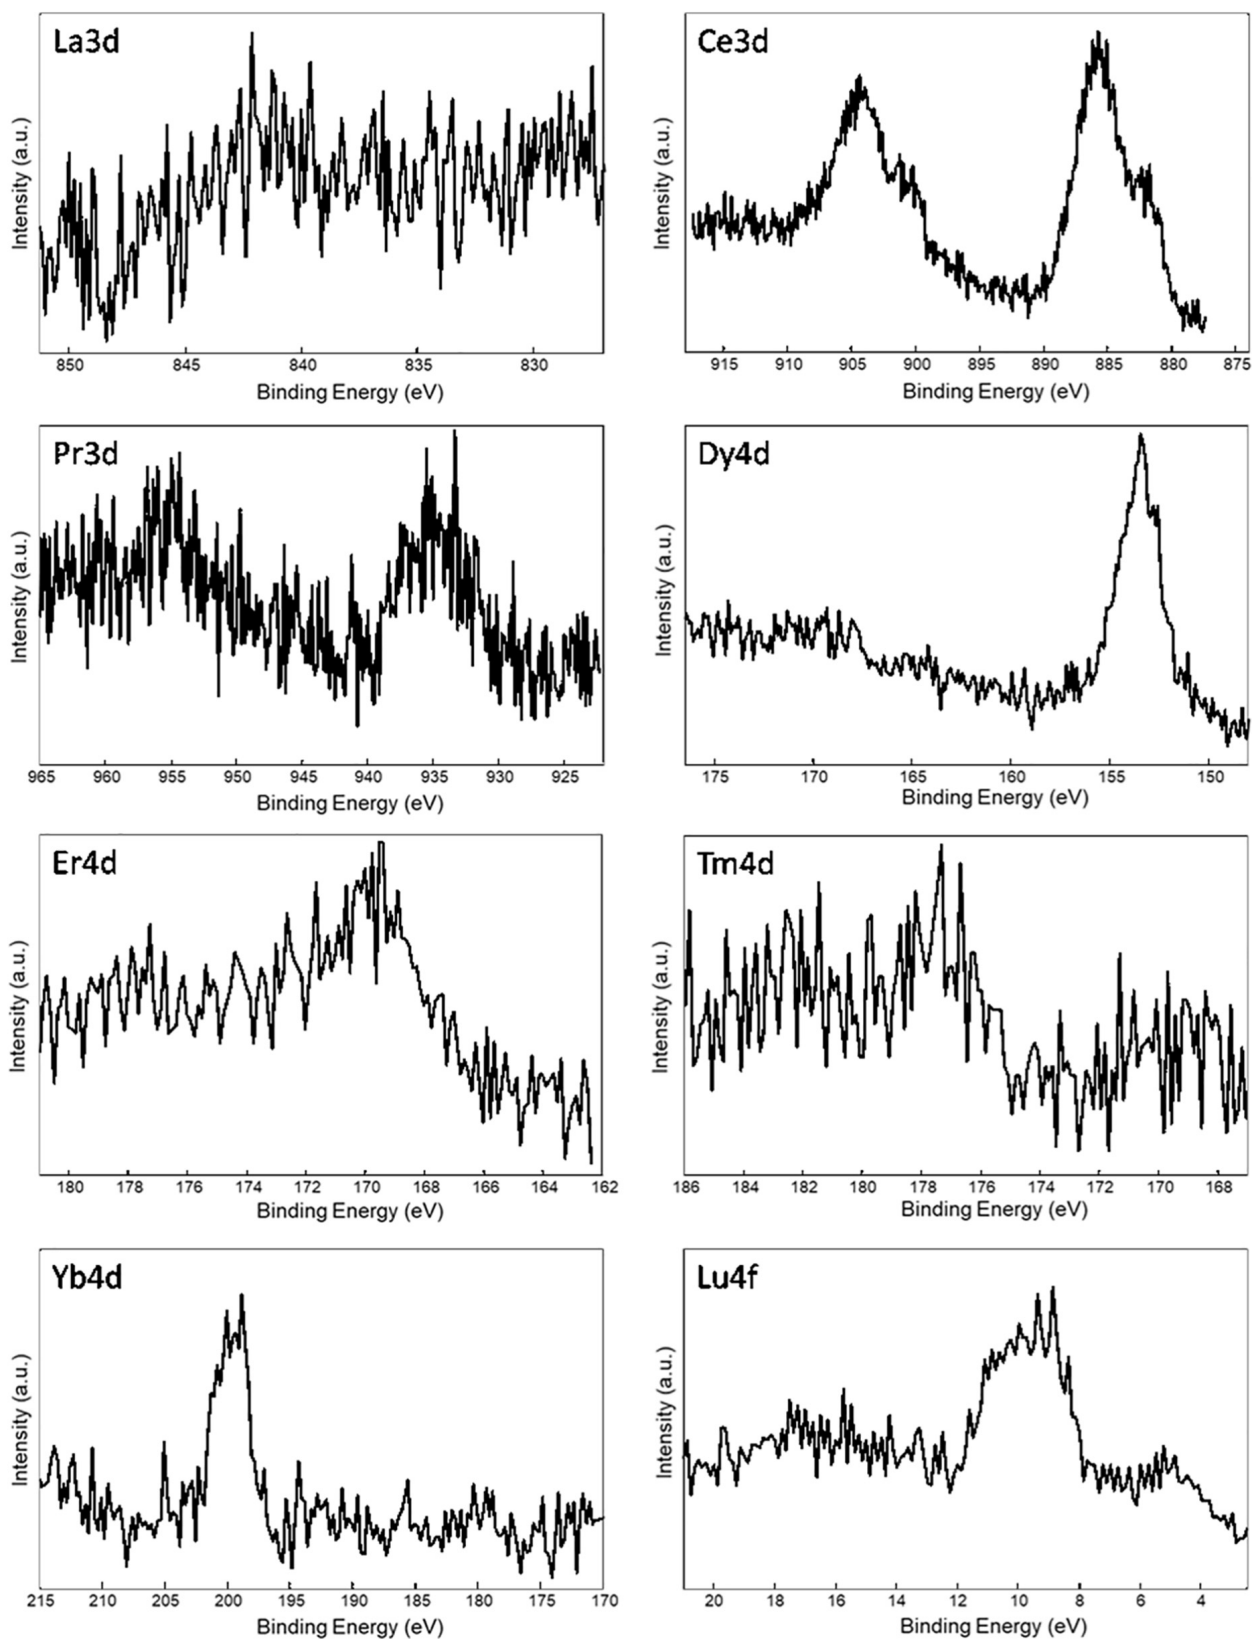 La3d
Intensity (a.u.)
850 845 840 835 830
Binding Energy (eV)
Ce3d
Intensity (a.u.)
915 910 905 900 895 890 885 880 875
Binding Energy (eV)
Pr3d
Intensity (a.u.)
965 960 955 950 945 940 935 930 925
Binding Energy (eV)
Dy4d
Intensity (a.u.)
175 170 165 160 155 150
Binding Energy (eV)
Er4d
Intensity (a.u.)
180 178 176 174 172 170 168 166 164 162
Binding Energy (eV)
Tm4d
Intensity (a.u.)
186 184 182 180 178 176 174 172 170 168
Binding Energy (eV)
Yb4d
Intensity (a.u.)
215 210 205 200 195 190 185 180 175 170
Binding Energy (eV)
Lu4f
Intensity (a.u.)
20 18 16 14 12 10 8 6 4
Binding Energy (eV)